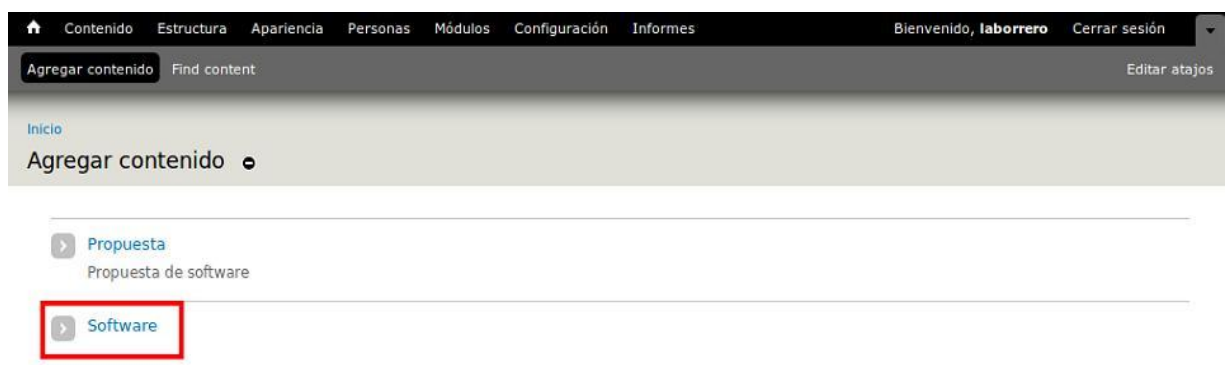 Contenido Estructura Apariencia Personas Módulos Configuración Informes Bienvenido, laborrero Cerrar sesión
Agregar contenido Find content Editar atajos
Inicio
Agregar contenido
Propuesta
Propuesta de software
Software